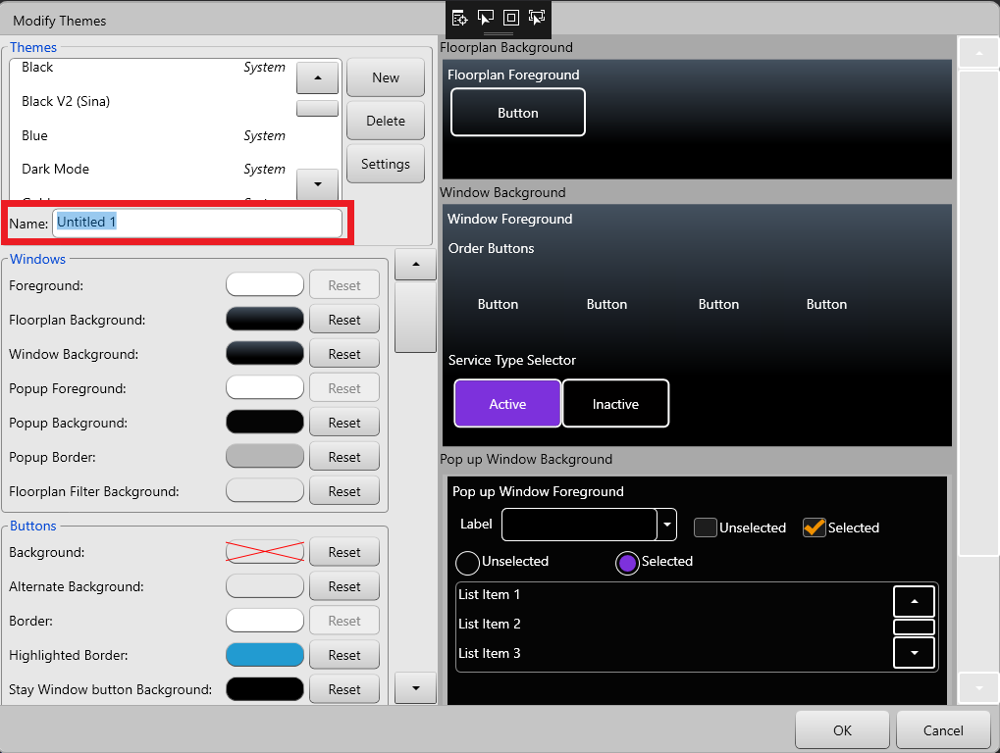 Modify Themes
Themes
Black System
Black V2 (Sina)
Blue System
Dark Mode System
New
Delete
Settings
Name: Untitled 1
Windows
Foreground: Reset
Floorplan Background: Reset
Window Background: Reset
Popup Foreground: Reset
Popup Background: Reset
Popup Border: Reset
Floorplan Filter Background: Reset
Buttons
Background: Reset
Alternate Background: Reset
Border: Reset
Highlighted Border: Reset
Stay Window button Background: Reset
Floorplan Background
Floorplan Foreground
Button
Window Background
Window Foreground
Order Buttons
Button Button Button Button
Service Type Selector
Active Inactive
Pop up Window Background
Pop up Window Foreground
Label Unselected Selected
Unselected Selected
List Item 1
List Item 2
List Item 3
OK Cancel